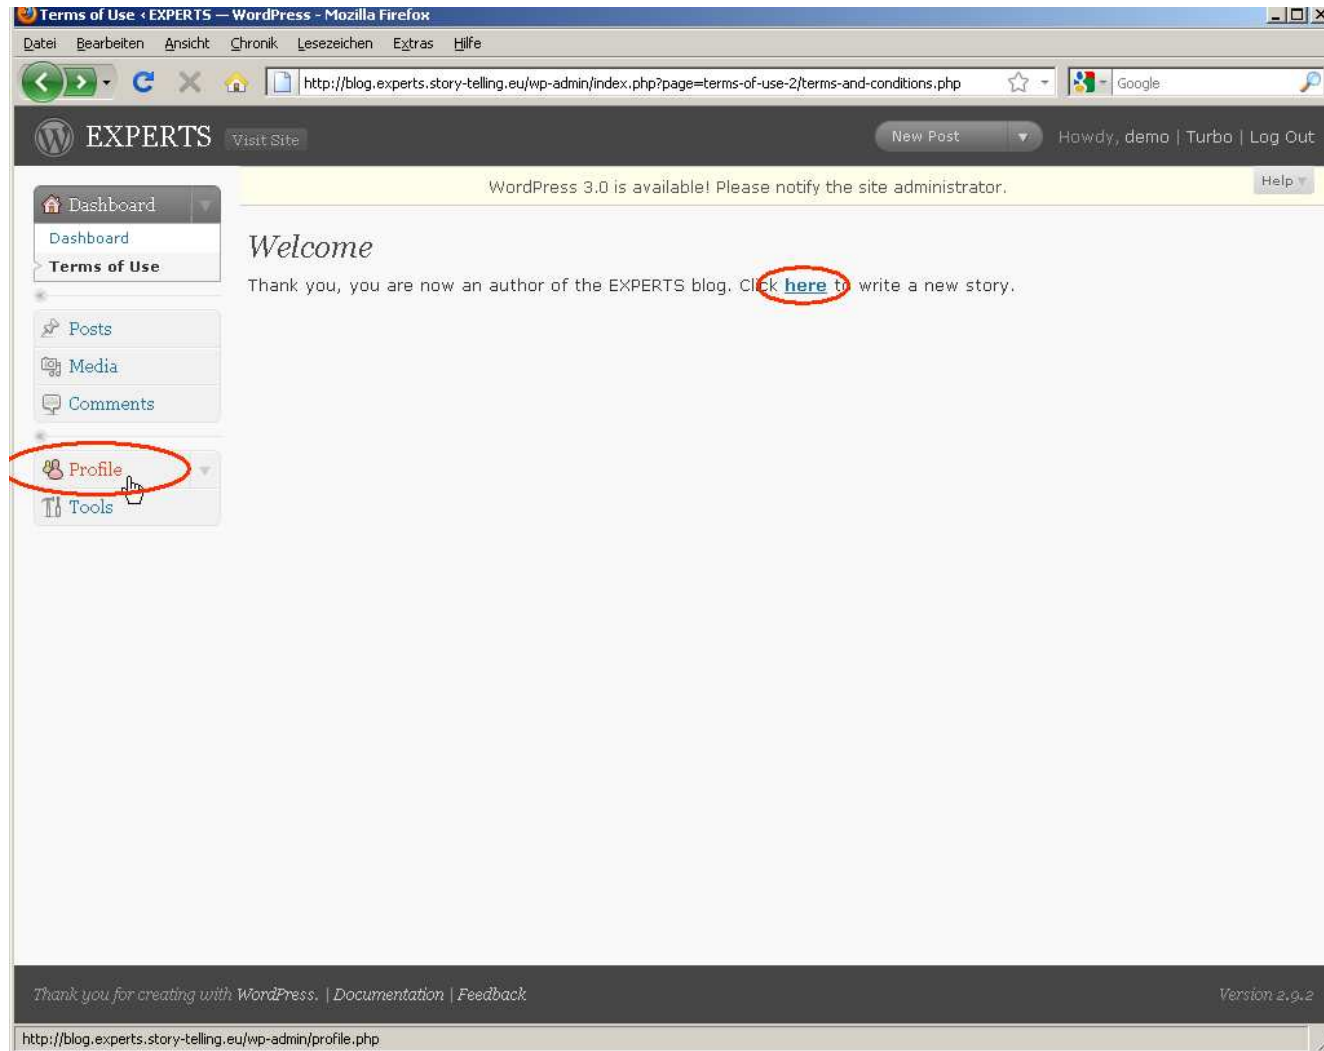 Terms of Use ‹ EXPERTS — WordPress - Mozilla Firefox
Datei Bearbeiten Ansicht Chronik Lesezeichen Extras Hilfe
http://blog.experts.story-telling.eu/wp-admin/index.php?page=terms-of-use-2/terms-and-conditions.php Google
EXPERTS Visit Site New Post Howdy, demo | Turbo | Log Out
WordPress 3.0 is available! Please notify the site administrator. Help
Dashboard
Dashboard
Terms of Use
Welcome
Thank you, you are now an author of the EXPERTS blog. Click here to write a new story.
Posts
Media
Comments
Profile
Tools
Thank you for creating with WordPress. | Documentation | Feedback Version 2.9.2
http://blog.experts.story-telling.eu/wp-admin/profile.php